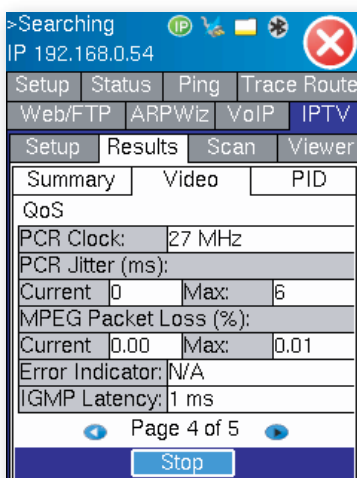 >Searching IP
IP 192.168.0.54
Setup Status Ping Trace Route
Web/FTP ARPWiz VoIP IPTV
Setup Results Scan Viewer
Summary Video PID
QoS
PCR Clock: 27 MHz
PCR Jitter (ms):
Current 0 Max: 6
MPEG Packet Loss (%):
Current 0.00 Max: 0.01
Error Indicator: N/A
IGMP Latency: 1 ms
Page 4 of 5
Stop